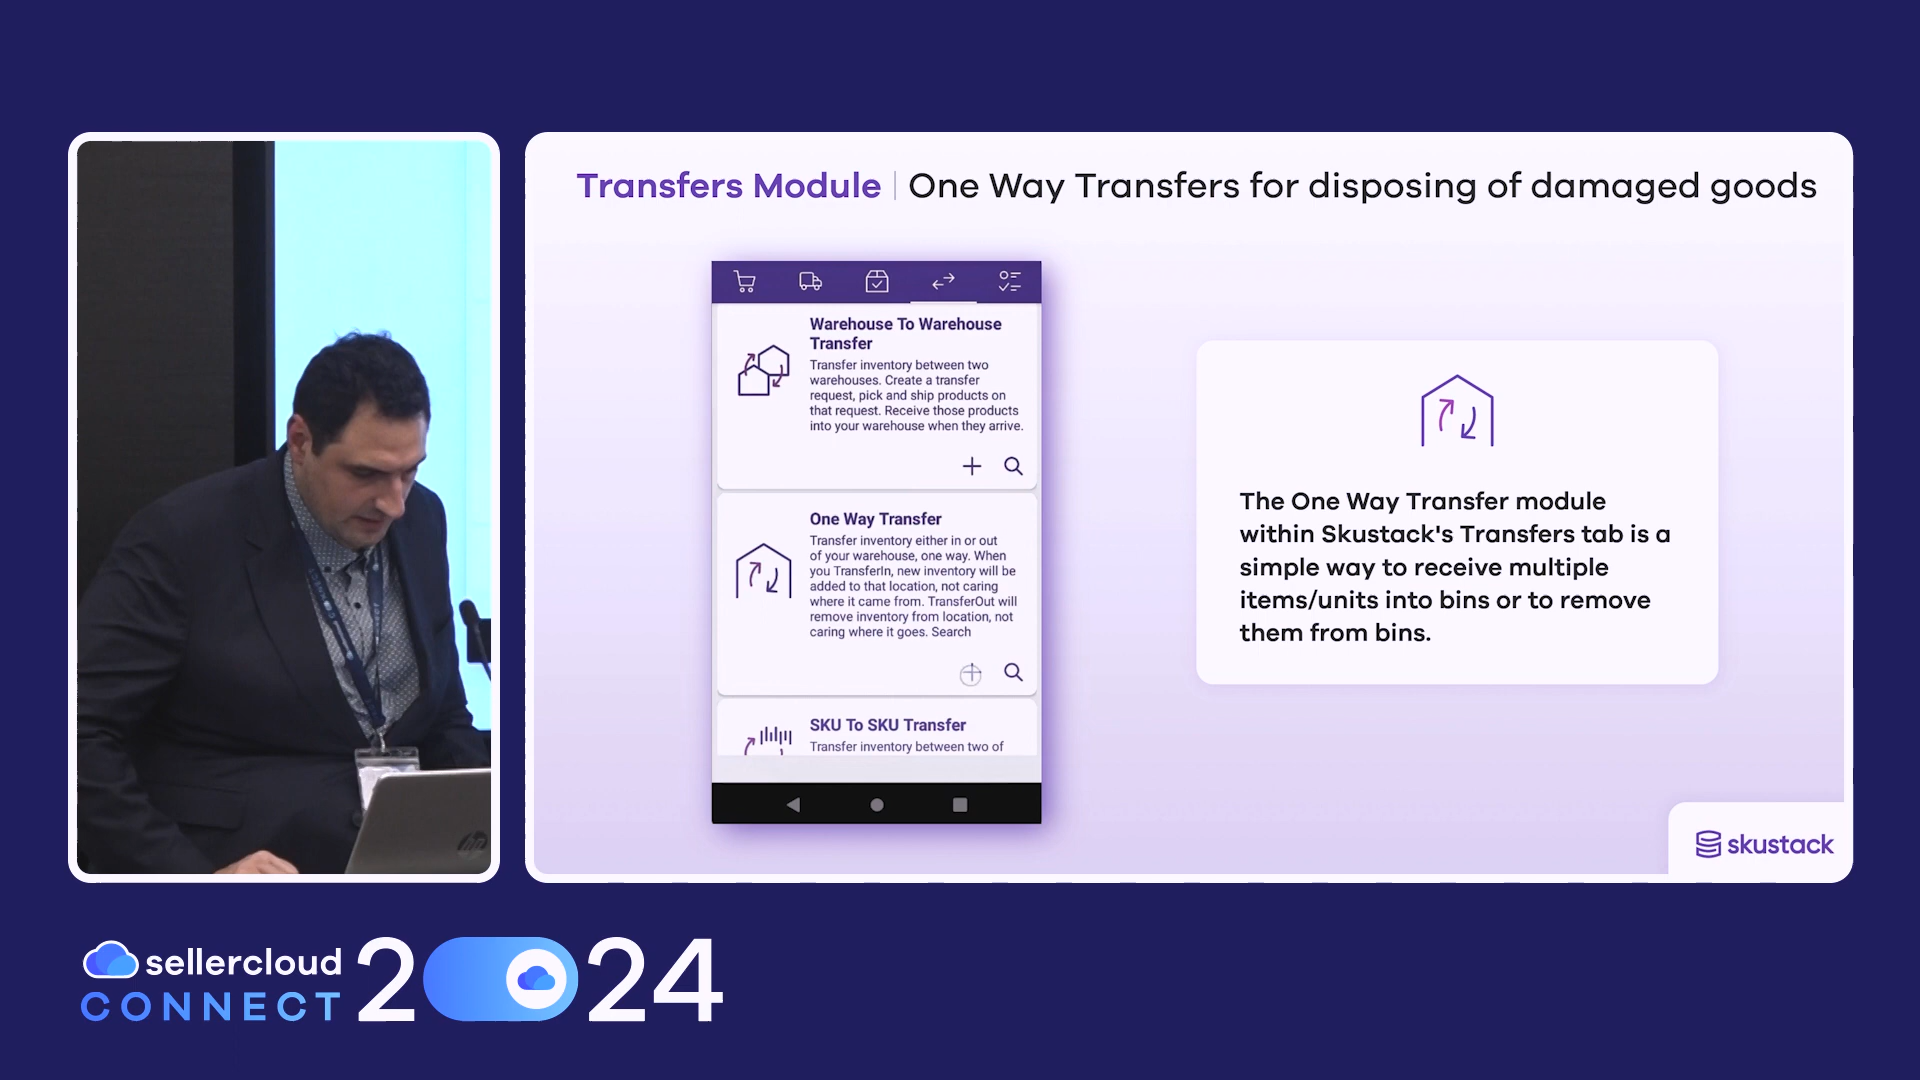 Transfers Module | One Way Transfers for disposing of damaged goods
Warehouse To Warehouse
Transfer
Transfer inventory between two
warehouses. Create a transfer
request, pick and ship products on
that request. Receive those products
into your warehouse when they arrive.
One Way Transfer
Transfer inventory either in or out
of your warehouse, one way. When
you TransferIn, new inventory will be
added to that location, not caring
where it came from. TransferOut will
remove inventory from location, not
caring where it goes. Search
SKU To SKU Transfer
Transfer inventory between two of
The One Way Transfer module
within Skustack's Transfers tab is a
simple way to receive multiple
items/units into bins or to remove
them from bins.
skustack
hp
sellercloud
CONNECT
2024